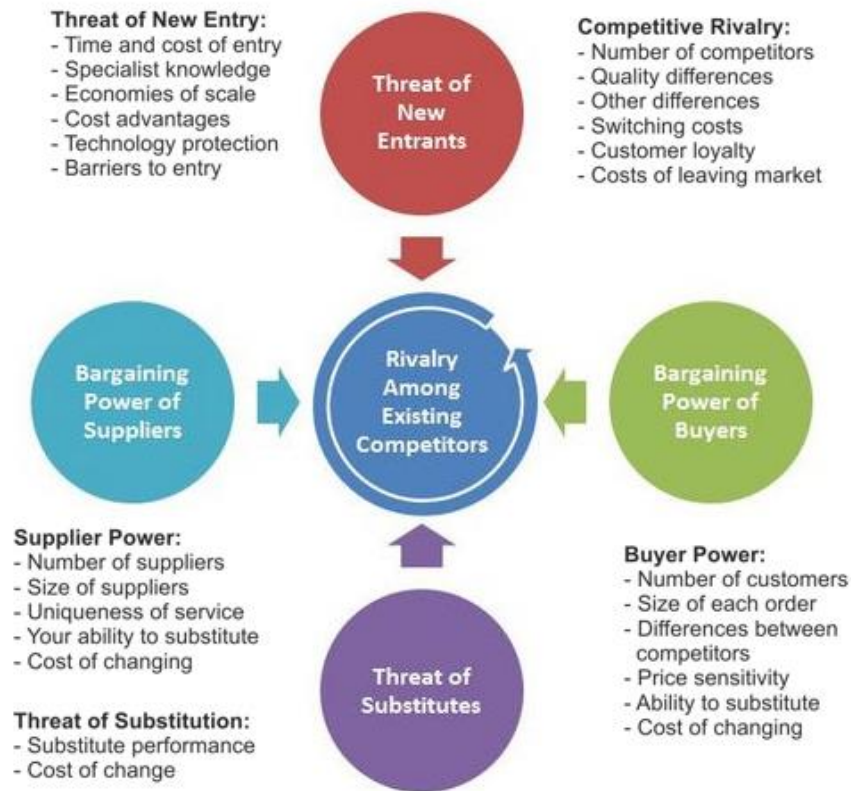 Threat of New Entry:
- Time and cost of entry
- Specialist knowledge
- Economies of scale
- Cost advantages
- Technology protection
- Barriers to entry
Threat of
New
Entrants
Competitive Rivalry:
- Number of competitors
- Quality differences
- Other differences
- Switching costs
- Customer loyalty
- Costs of leaving market
Bargaining
Power of
Suppliers
Rivalry
Among
Existing
Competitors
Bargaining
Power of
Buyers
Supplier Power:
- Number of suppliers
- Size of suppliers
- Uniqueness of service
- Your ability to substitute
- Cost of changing
Threat of Substitution:
- Substitute performance
- Cost of change
Threat of
Substitutes
Buyer Power:
- Number of customers
- Size of each order
- Differences between
competitors
- Price sensitivity
- Ability to substitute
- Cost of changing